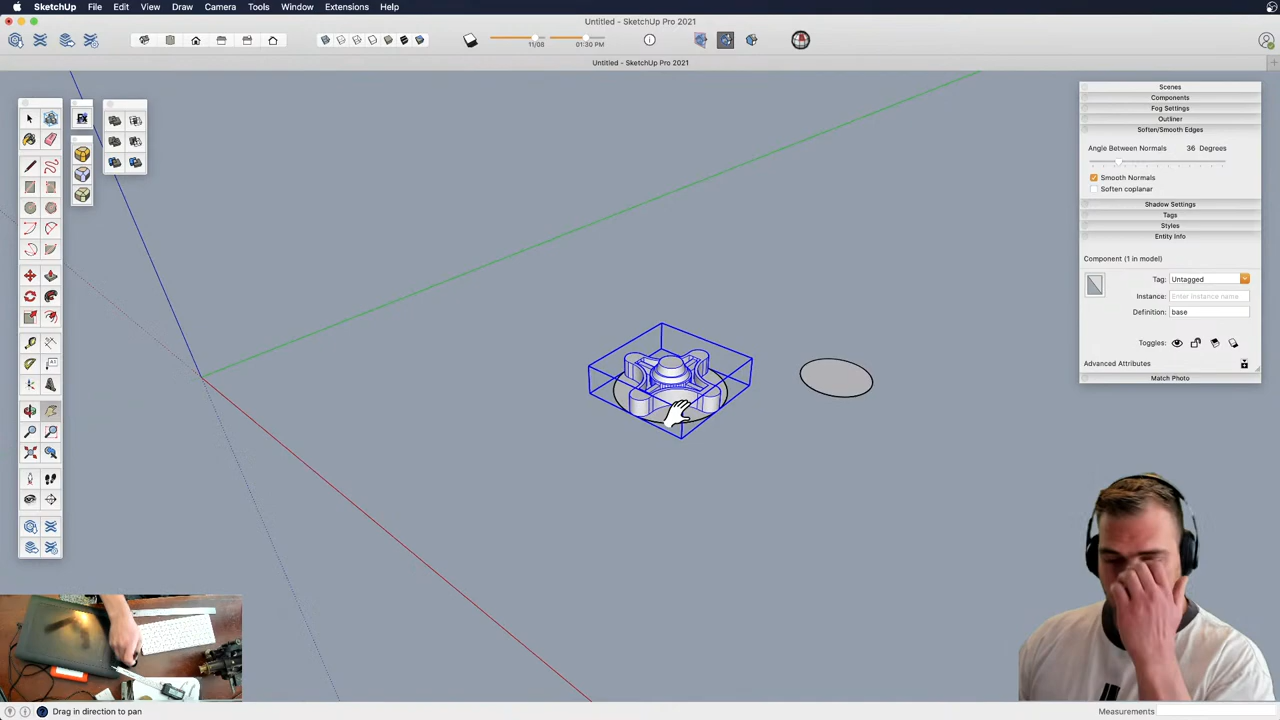 SketchUp File Edit View Draw Camera Tools Window Extensions Help
Untitled - SketchUp Pro 2021
11/08
01:30 PM
Untitled - SketchUp Pro 2021
Scenes
Components
Fog Settings
Outliner
Soften/Smooth Edges
Angle Between Normals 36 Degrees
Smooth Normals
Soften coplanar
Shadow Settings
Tags
Styles
Entity Info
Component (1 in model)
Tag: Untagged
Instance: Enter instance name
Definition: base
Toggles:
Advanced Attributes
Match Photo
Drag in direction to pan
Measurements